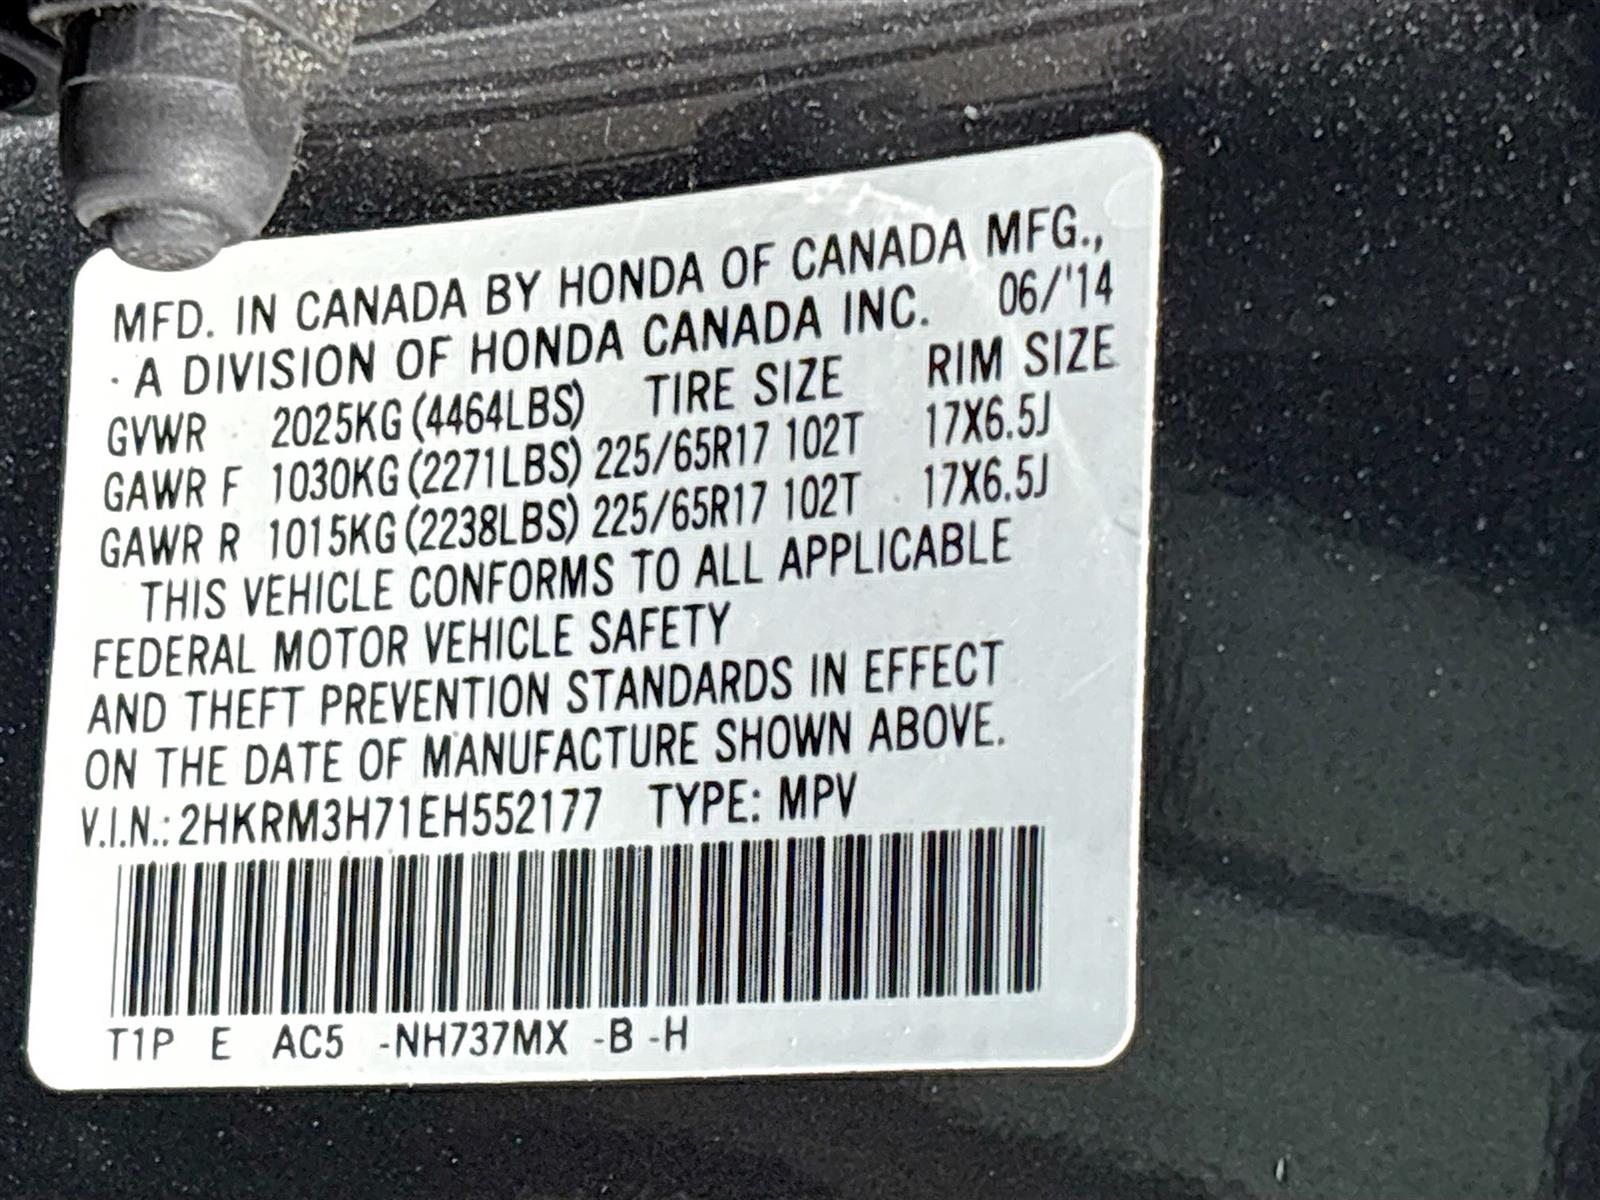 MFD. IN CANADA BY HONDA OF CANADA MFG.,
· A DIVISION OF HONDA CANADA INC. 06/'14
GVWR 2025KG (4464LBS) TIRE SIZE RIM SIZE
GAWR F 1030KG (2271LBS) 225/65R17 102T 17X6.5J
GAWR R 1015KG (2238LBS) 225/65R17 102T 17X6.5J
THIS VEHICLE CONFORMS TO ALL APPLICABLE
FEDERAL MOTOR VEHICLE SAFETY
AND THEFT PREVENTION STANDARDS IN EFFECT
ON THE DATE OF MANUFACTURE SHOWN ABOVE.
V.I.N.: 2HKRM3H71EH552177 TYPE: MPV
T1P E AC5 -NH737MX -B -H